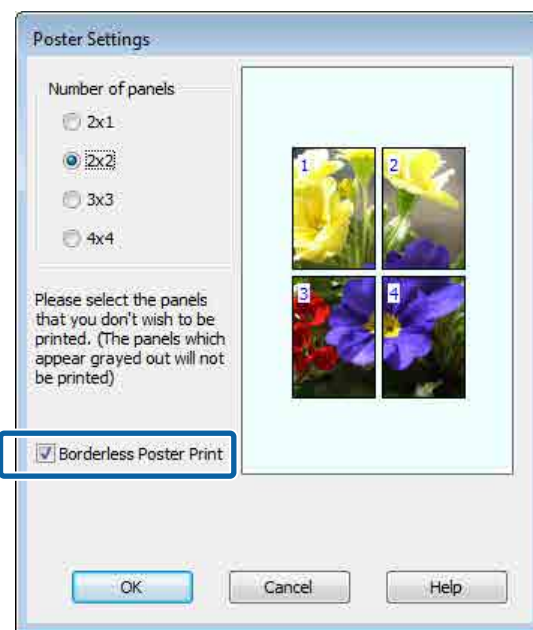 Poster Settings
Number of panels
2x1
2x2
3x3
4x4
1
2
3
4
Please select the panels
that you don't wish to be
printed. (The panels which
appear grayed out will not
be printed)
Borderless Poster Print
OK
Cancel
Help